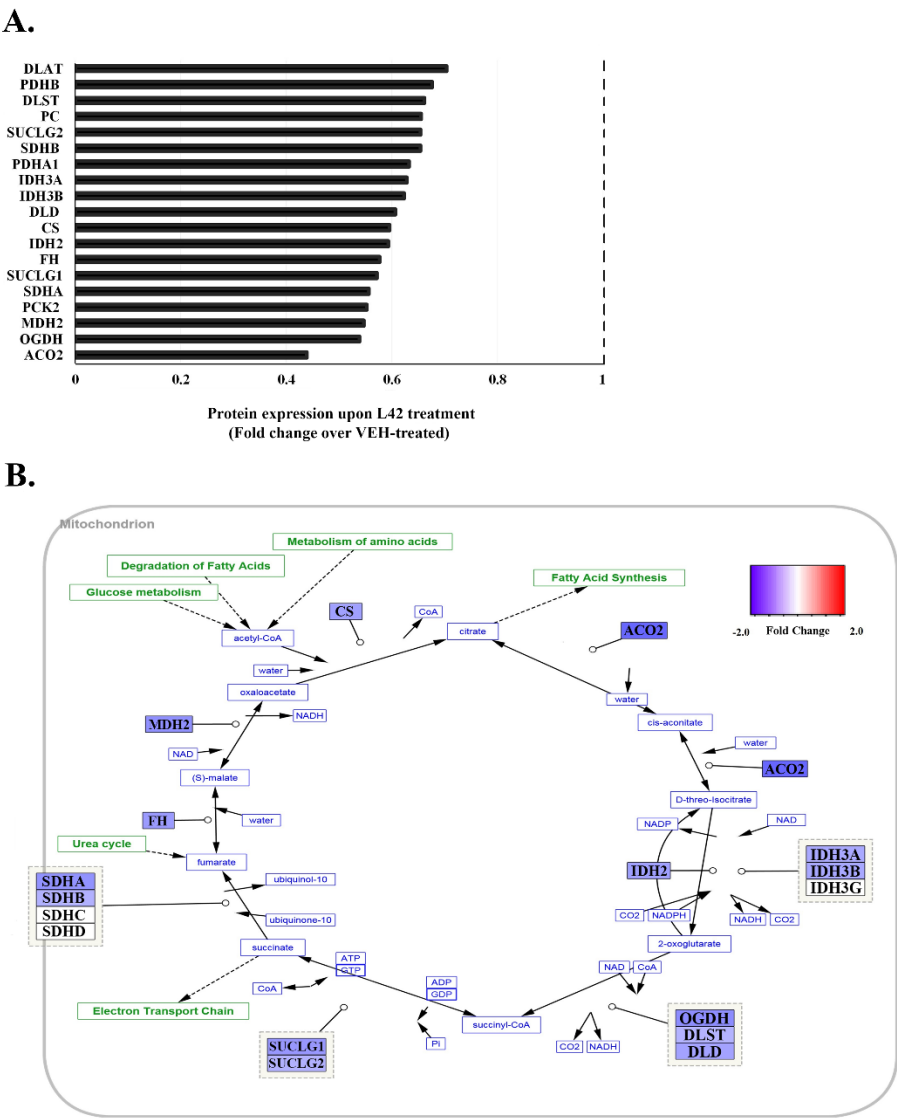 A.
DLAT
PDHB
DLST
PC
SUCLG2
SDHB
PDHA1
IDH3A
IDH3B
DLD
CS
IDH2
FH
SUCLG1
SDHA
PCK2
MDH2
OGDH
ACO2
0 0.2 0.4 0.6 0.8 1
Protein expression upon L42 treatment
(Fold change over VEH-treated)
B.
Mitochondrion
Metabolism of amino acids
Degradation of Fatty Acids
Glucose metabolism
Fatty Acid Synthesis
-2.0 Fold Change 2.0
CS
CoA
citrate
ACO2
acetyl-CoA
water
oxaloacetate
water
cis-aconitate
MDH2
NADH
NAD
water
ACO2
(S)-malate
D-threo-Isocitrate
FH
water
NADP
NAD
Urea cycle
fumarate
IDH2
IDH3A
IDH3B
IDH3G
SDHA
SDHB
SDHC
SDHD
ubiquinol-10
ubiquinone-10
CO2
NADPH
NADH
CO2
succinate
2-oxoglutarate
ATP
GTP
CoA
ADP
GDP
NAD
CoA
Electron Transport Chain
succinyl-CoA
OGDH
DLST
DLD
SUCLG1
SUCLG2
Pi
CO2
NADH